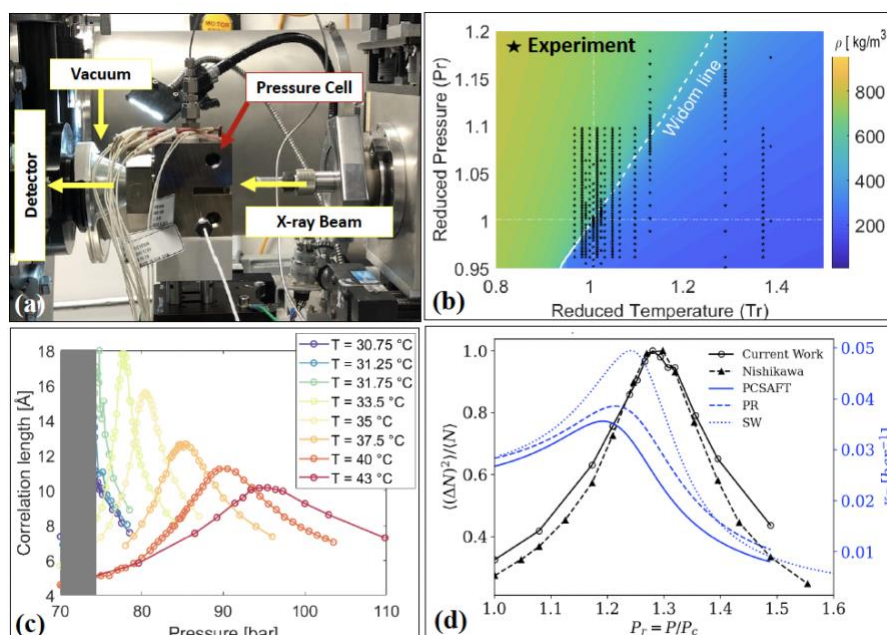 MOTOR
Vacuum
Pressure Cell
Detector
X-ray Beam
(a)
1.2
1.15
1.1
1.05
1
0.95
Reduced Pressure (Pr)
★ Experiment
Widom line
0.8
1
1.2
1.4
Reduced Temperature (Tr)
ρ [ kg/m³
800
600
400
200
(b)
18
16
14
12
10
8
6
4
Correlation length [Å]
T = 30.75 °C
T = 31.25 °C
T = 31.75 °C
T = 33.5 °C
T = 35 °C
T = 37.5 °C
T = 40 °C
T = 43 °C
70
80
90
100
110
Pressure [bar]
(c)
1.0
0.8
0.6
0.4
⟨(ΔN)²⟩/⟨N⟩
Current Work
Nishikawa
PCSAFT
PR
SW
0.05
0.04
0.03
0.02
0.01
1.0
1.1
1.2
1.3
1.4
1.5
1.6
Pr = P/Pc
(d)